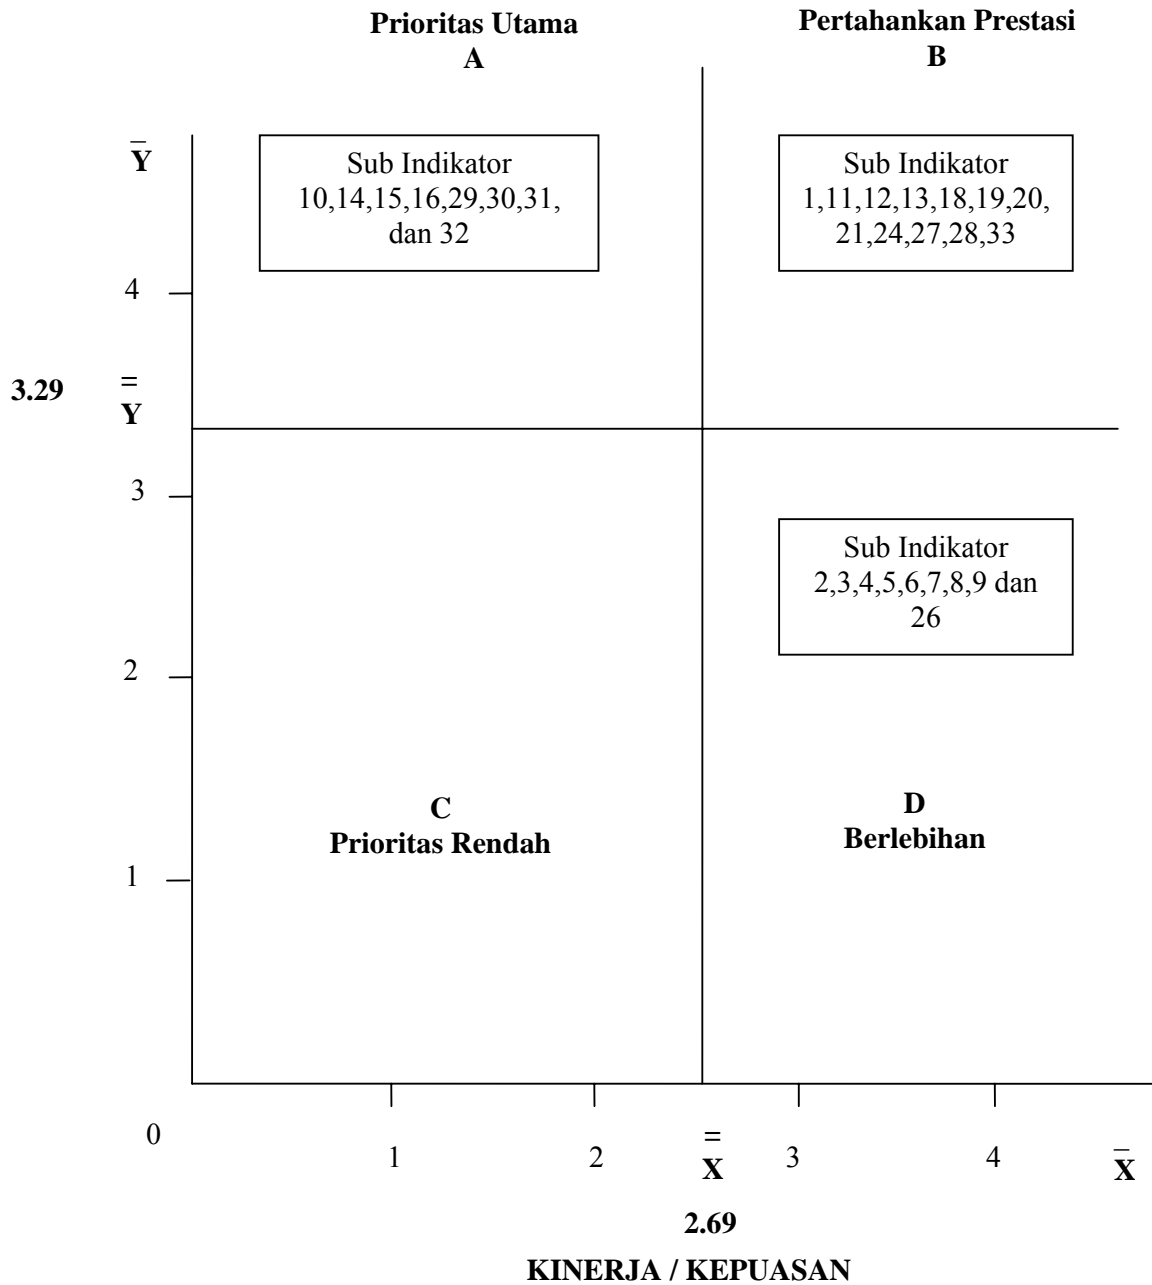 Prioritas Utama
A
Pertahankan Prestasi
B
Y
Sub Indikator
10,14,15,16,29,30,31,
dan 32
Sub Indikator
1,11,12,13,18,19,20,
21,24,27,28,33
4
3.29
=
Y
3
Sub Indikator
2,3,4,5,6,7,8,9 dan
26
2
C
Prioritas Rendah
D
Berlebihan
1
0
1
2
=
X
3
4
X
2.69
KINERJA / KEPUASAN